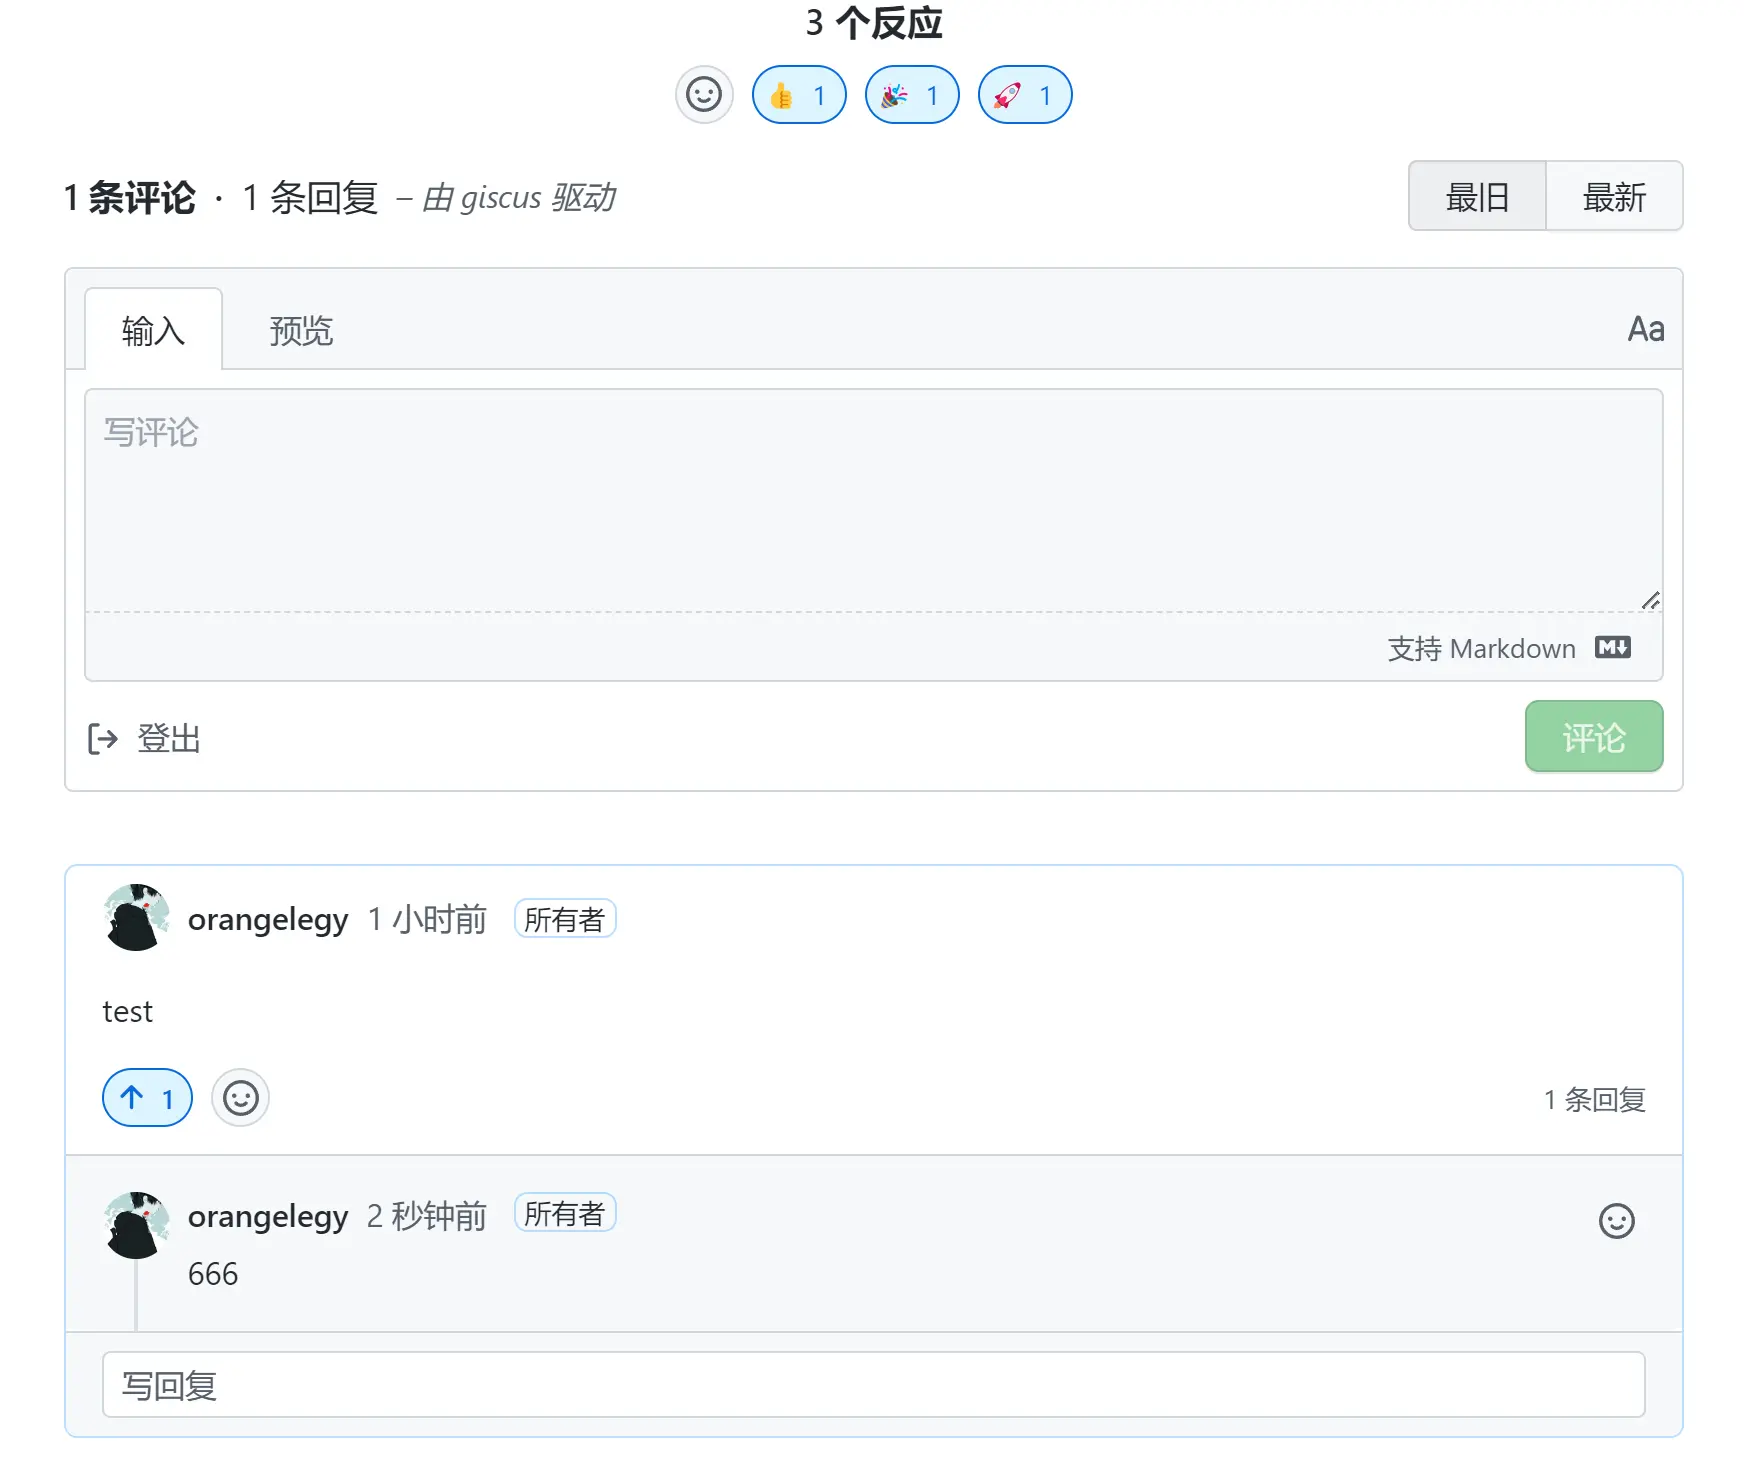 3 个反应
👍 1 🎉 1 🚀 1
1 条评论 · 1 条回复 – 由 giscus 驱动
最旧 最新
输入 预览 Aa
写评论
支持 Markdown
登出 评论
orangelegy 1 小时前 所有者
test
↑ 1
1 条回复
orangelegy 2 秒钟前 所有者
666
写回复